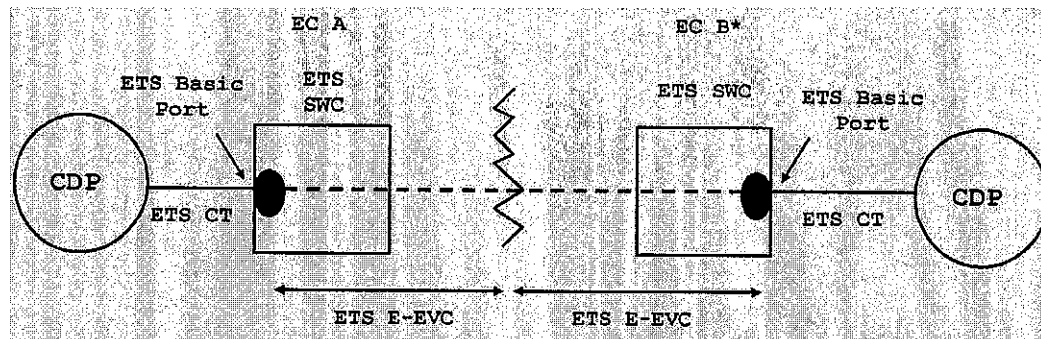 EC A
EC B*
ETS Basic
Port
ETS
SWC
ETS SWC
ETS Basic
Port
CDP
ETS CT
ETS CT
CDP
ETS E-EVC
ETS E-EVC